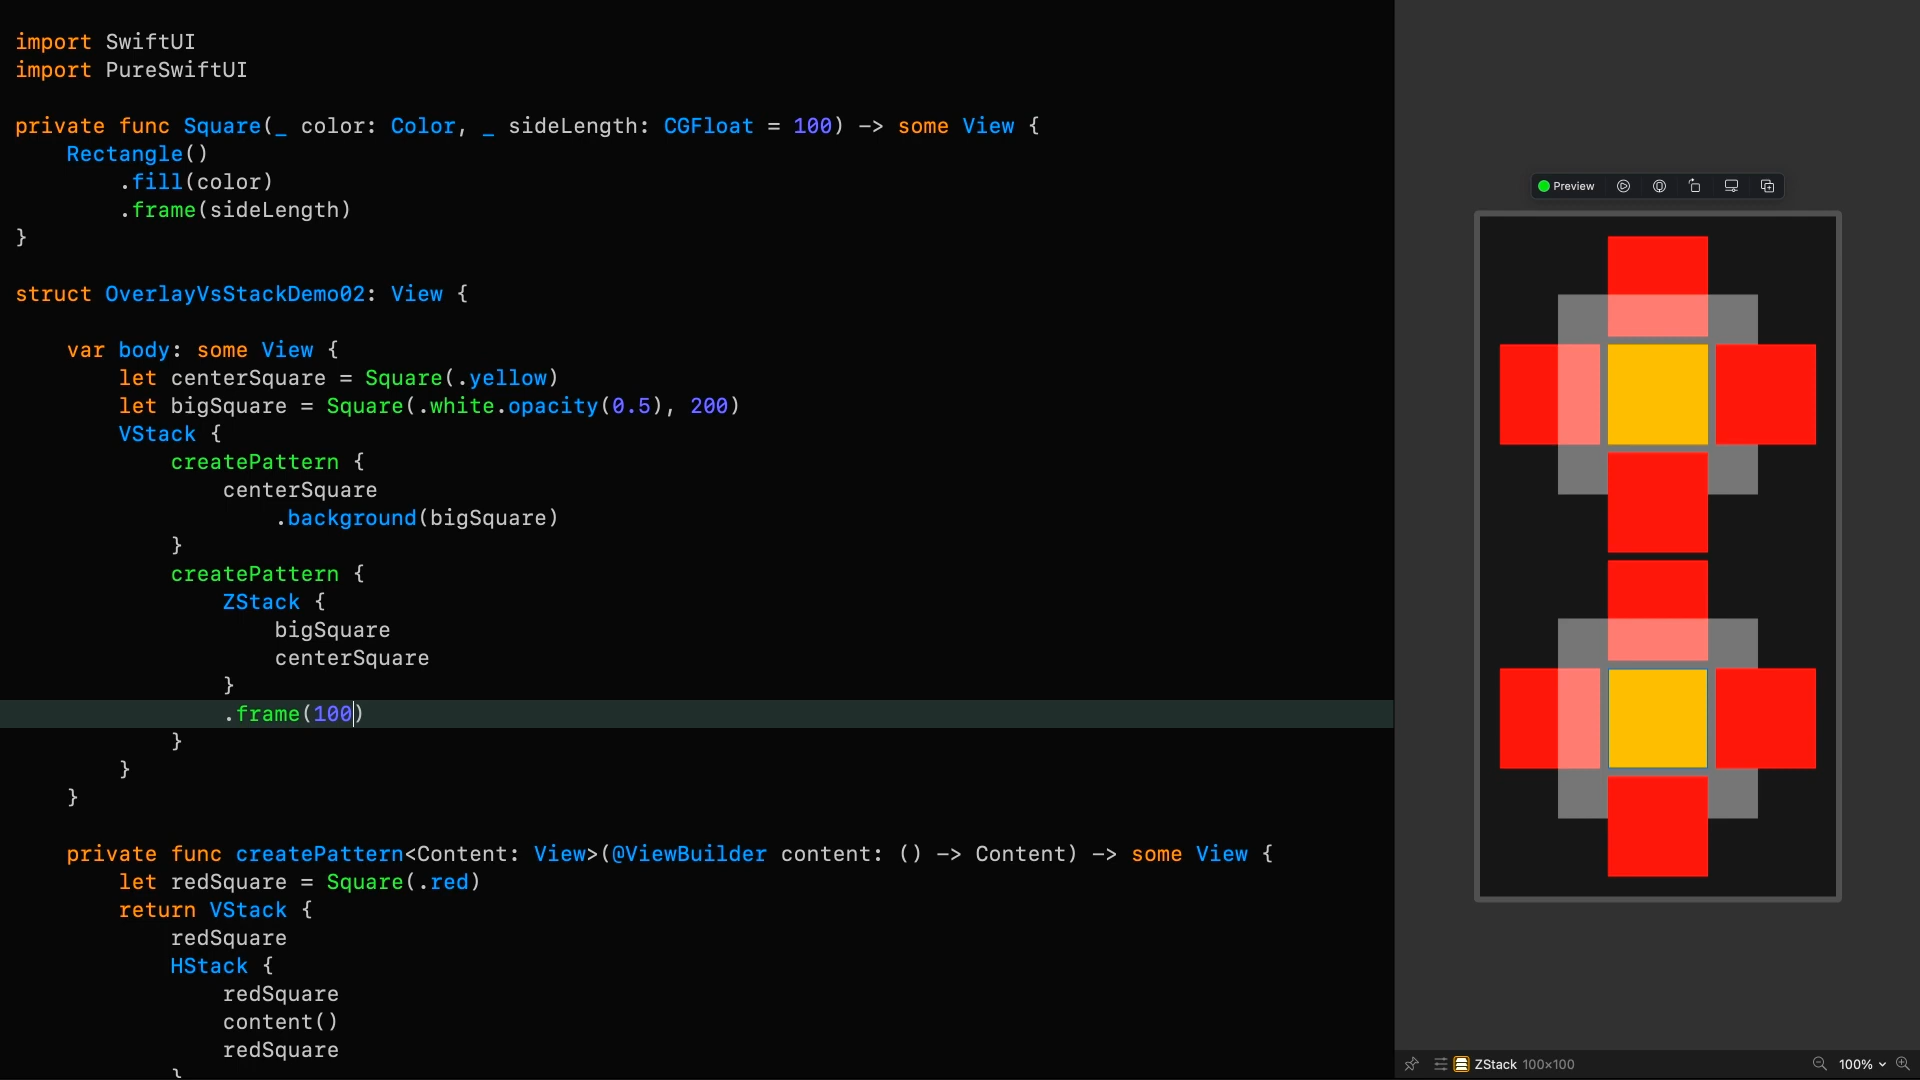 import SwiftUI
import PureSwiftUI
private func Square(_ color: Color, _ sideLength: CGFloat = 100) -> some View {
    Rectangle()
        .fill(color)
        .frame(sideLength)
}
struct OverlayVsStackDemo02: View {
    var body: some View {
        let centerSquare = Square(.yellow)
        let bigSquare = Square(.white.opacity(0.5), 200)
        VStack {
            createPattern {
                centerSquare
                    .background(bigSquare)
            }
            createPattern {
                ZStack {
                    bigSquare
                    centerSquare
                }
                .frame(100)
            }
        }
    }
    private func createPattern<Content: View>(@ViewBuilder content: () -> Content) -> some View {
        let redSquare = Square(.red)
        return VStack {
            redSquare
            HStack {
                redSquare
                content()
                redSquare
            }
Preview
ZStack 100×100
100%